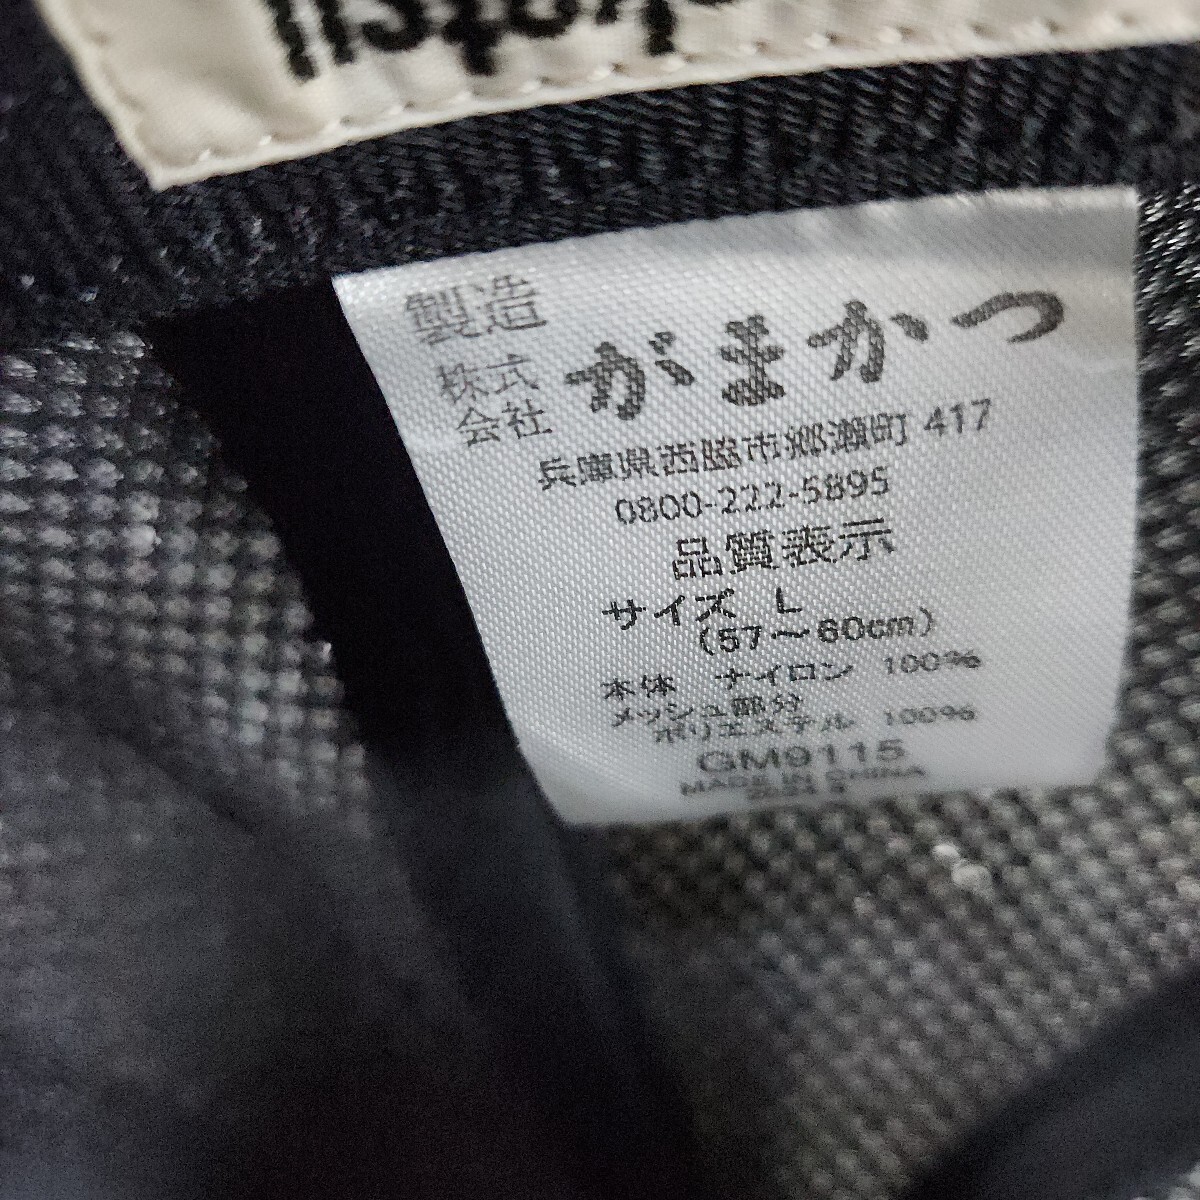 製造
株式会社 がまかつ
兵庫県西脇市郷瀬町 417
0800-222-5895
品質表示
サイズ L
(57～60cm)
本体 ナイロン 100%
メッシュ部分
ポリエステル 100%
GM9115
MADE IN CHINA